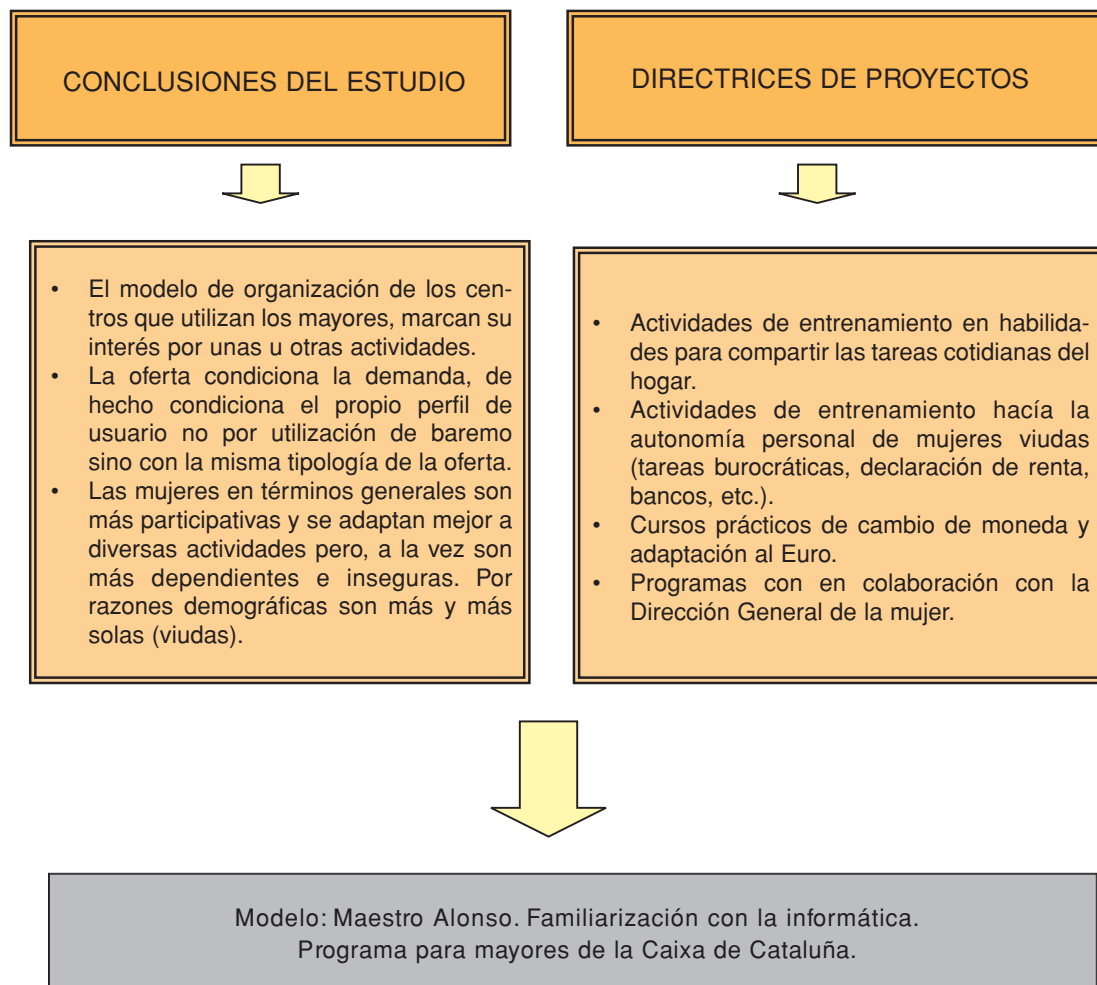 CONCLUSIONES DEL ESTUDIO
DIRECTRICES DE PROYECTOS
• El modelo de organización de los cen-
tros que utilizan los mayores, marcan su
interés por unas u otras actividades.
• La oferta condiciona la demanda, de
hecho condiciona el propio perfil de
usuario no por utilización de baremo
sino con la misma tipología de la oferta.
• Las mujeres en términos generales son
más participativas y se adaptan mejor a
diversas actividades pero, a la vez son
más dependientes e inseguras. Por
razones demográficas son más y más
solas (viudas).
• Actividades de entrenamiento en habilida-
des para compartir las tareas cotidianas del
hogar.
• Actividades de entrenamiento hacía la
autonomía personal de mujeres viudas
(tareas burocráticas, declaración de renta,
bancos, etc.).
• Cursos prácticos de cambio de moneda y
adaptación al Euro.
• Programas con en colaboración con la
Dirección General de la mujer.
Modelo: Maestro Alonso. Familiarización con la informática.
Programa para mayores de la Caixa de Cataluña.